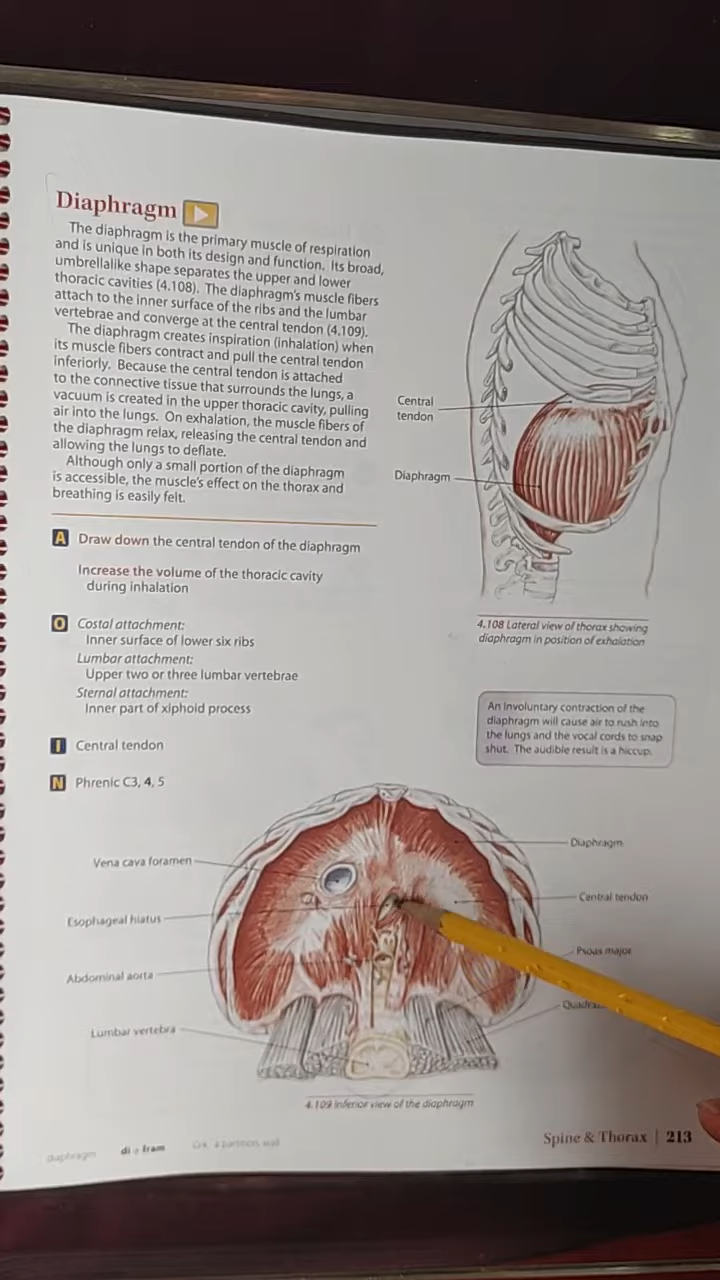 Diaphragm
The diaphragm is the primary muscle of respiration
and is unique in both its design and function. Its broad,
umbrellalike shape separates the upper and lower
thoracic cavities (4.108). The diaphragm's muscle fibers
attach to the inner surface of the ribs and the lumbar
vertebrae and converge at the central tendon (4.109).
The diaphragm creates inspiration (inhalation) when
its muscle fibers contract and pull the central tendon
inferiorly. Because the central tendon is attached
to the connective tissue that surrounds the lungs, a
vacuum is created in the upper thoracic cavity, pulling
air into the lungs. On exhalation, the muscle fibers of
the diaphragm relax, releasing the central tendon and
allowing the lungs to deflate.
Although only a small portion of the diaphragm
is accessible, the muscle's effect on the thorax and
breathing is easily felt.
A Draw down the central tendon of the diaphragm
Increase the volume of the thoracic cavity
during inhalation
O Costal attachment:
Inner surface of lower six ribs
Lumbar attachment:
Upper two or three lumbar vertebrae
Sternal attachment:
Inner part of xiphoid process
I Central tendon
N Phrenic C3, 4, 5
Central
tendon
Diaphragm
4.108 Lateral view of thorax showing
diaphragm in position of exhalation
An involuntary contraction of the
diaphragm will cause air to rush into
the lungs and the vocal cords to snap
shut. The audible result is a hiccup.
Vena cava foramen
Esophageal hiatus
Abdominal aorta
Lumbar vertebra
Diaphragm
Central tendon
Psoas major
4.109 Inferior view of the diaphragm
diaphragm di-a-fram Grk. a partition, wall
Spine & Thorax | 213